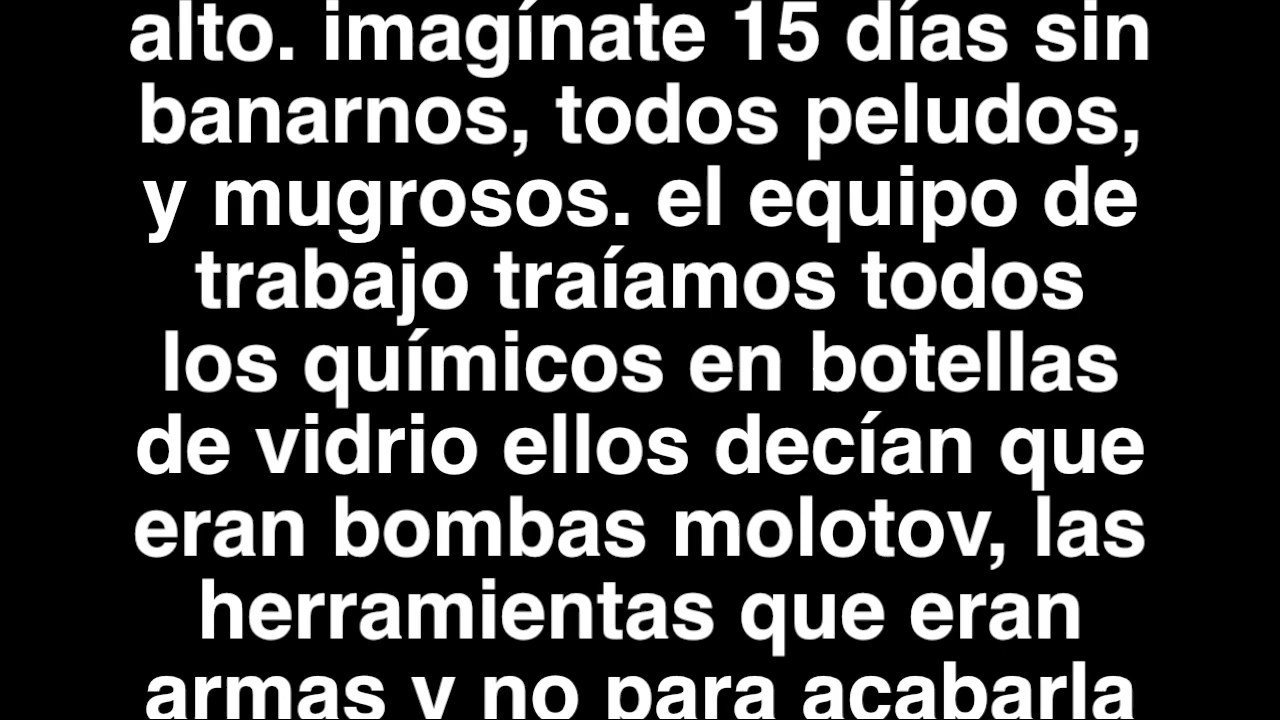 alto. imagínate 15 días sin
banarnos, todos peludos,
y mugrosos. el equipo de
trabajo traíamos todos
los químicos en botellas
de vidrio ellos decían que
eran bombas molotov, las
herramientas que eran
armas y no para acabarla